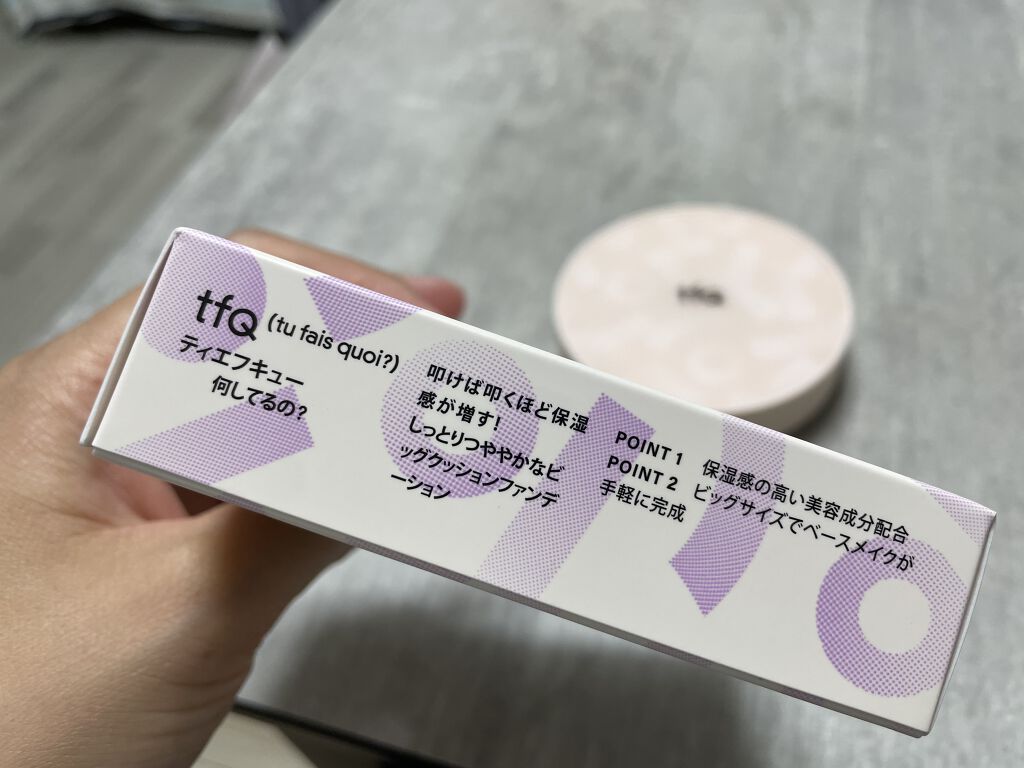 tfQ (tu fais quoi?)
ティエフキュー
何してるの?
叩けば叩くほど保湿
感が増す!
しっとりつややかなビ
ッグクッションファンデ
ーション
POINT 1 保湿感の高い美容成分配合
POINT 2 ビッグサイズでベースメイクが
手軽に完成
tfQ